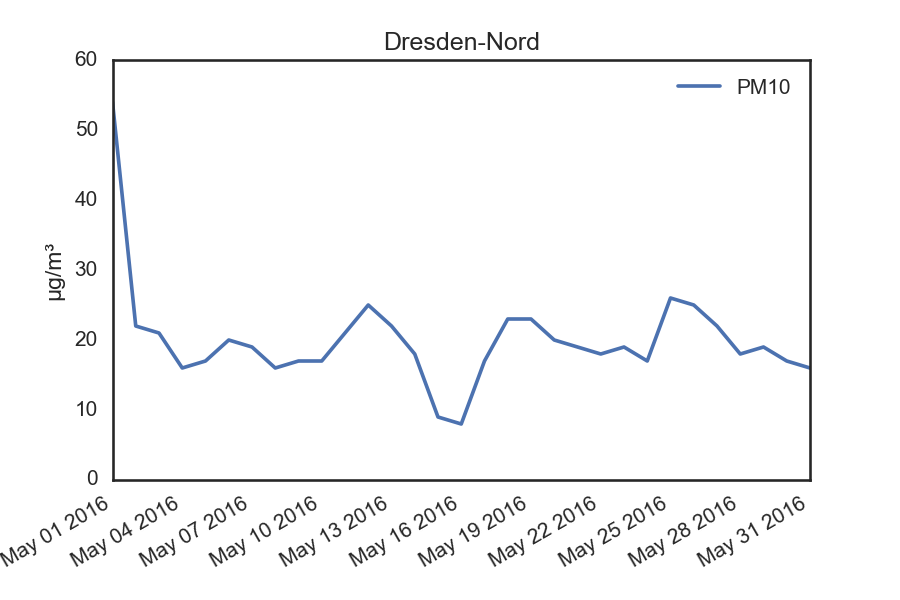 Dresden-Nord
60
50
40
30
20
10
0
µg/m³
PM10
May 01 2016
May 04 2016
May 07 2016
May 10 2016
May 13 2016
May 16 2016
May 19 2016
May 22 2016
May 25 2016
May 28 2016
May 31 2016